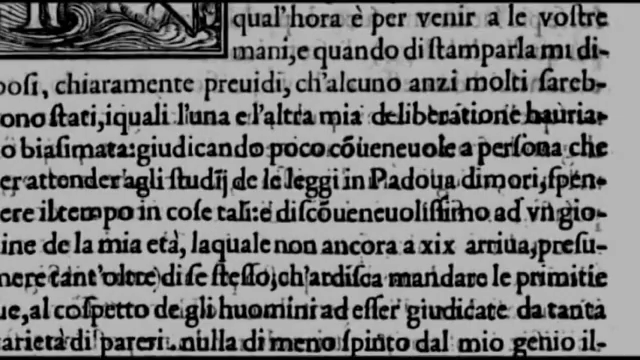 qual'hora è per venir a le voſtre
mani, e quando di ſtamparla mi di-
poſi, chiaramente preuidi, ch'alcuno anzi molti ſareb-
ono ſtati, iquali l'una e l'altra mia deliberatione hauria-
o biaſimata: giudicando poco cōueneuole a perſona che
er attender agli ſtudij de le leggi in Padoua dimori, ſpen-
ere il tempo in coſe tali: e diſcōueneuoliſſimo ad vn gio-
ine de la mia età, laquale non ancora a xix arriua, preſu-
mere tant'oltre di ſe ſteſſo, ch'ardiſca mandare le primitie
ue, al coſpetto de gli huomini ad eſſer giudicate da tanta
arietà di pareri. nulla di meno ſpinto dal mio genio il-